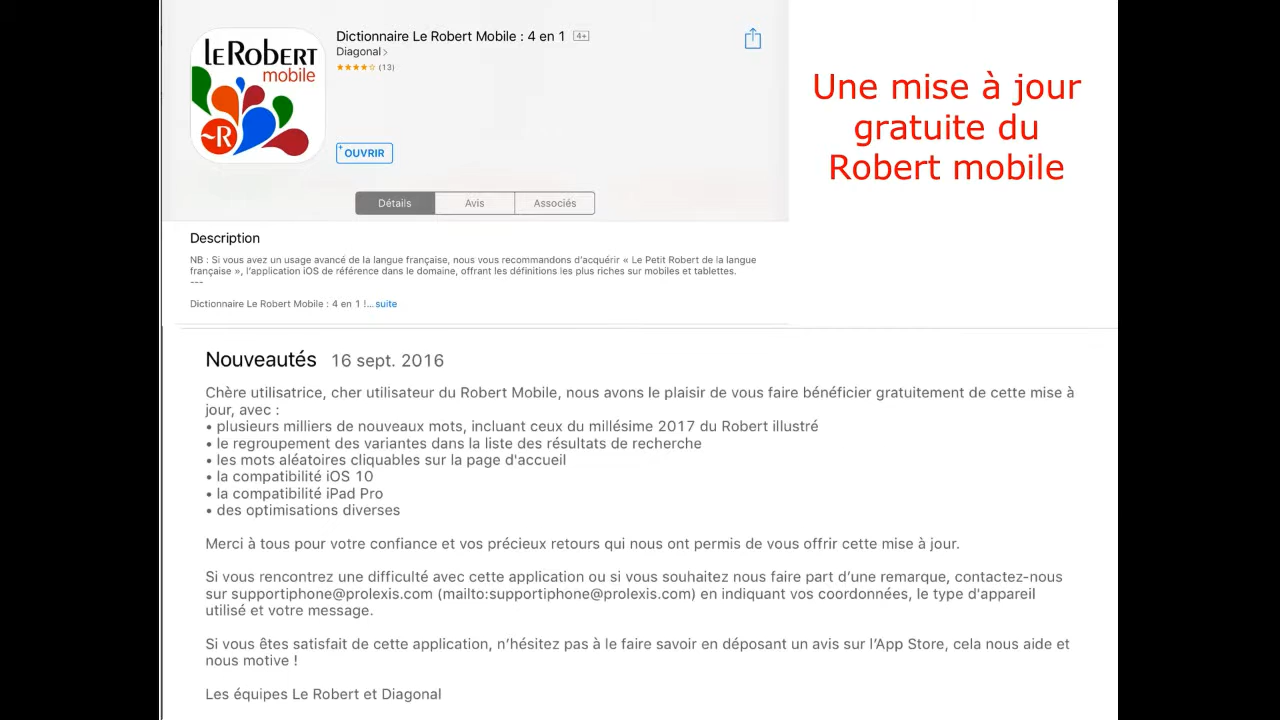 LE ROBERT
mobile
~R
Dictionnaire Le Robert Mobile : 4 en 1 4+
Diagonal >
★★★★☆ (13)
+ OUVRIR
Une mise à jour
gratuite du
Robert mobile
Détails Avis Associés
Description
NB : Si vous avez un usage avancé de la langue française, nous vous recommandons d'acquérir « Le Petit Robert de la langue
française », l'application iOS de référence dans le domaine, offrant les définitions les plus riches sur mobiles et tablettes.
---
Dictionnaire Le Robert Mobile : 4 en 1 !... suite
Nouveautés 16 sept. 2016
Chère utilisatrice, cher utilisateur du Robert Mobile, nous avons le plaisir de vous faire bénéficier gratuitement de cette mise à
jour, avec :
• plusieurs milliers de nouveaux mots, incluant ceux du millésime 2017 du Robert illustré
• le regroupement des variantes dans la liste des résultats de recherche
• les mots aléatoires cliquables sur la page d'accueil
• la compatibilité iOS 10
• la compatibilité iPad Pro
• des optimisations diverses
Merci à tous pour votre confiance et vos précieux retours qui nous ont permis de vous offrir cette mise à jour.
Si vous rencontrez une difficulté avec cette application ou si vous souhaitez nous faire part d'une remarque, contactez-nous
sur supportiphone@prolexis.com (mailto:supportiphone@prolexis.com) en indiquant vos coordonnées, le type d'appareil
utilisé et votre message.
Si vous êtes satisfait de cette application, n'hésitez pas à le faire savoir en déposant un avis sur l'App Store, cela nous aide et
nous motive !
Les équipes Le Robert et Diagonal